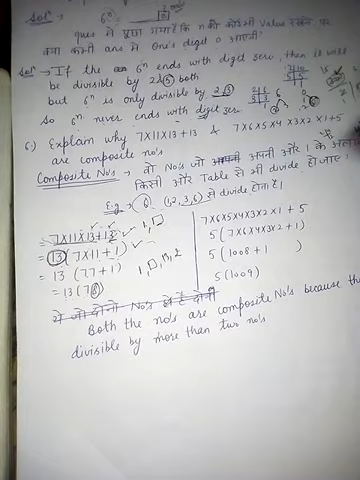 Solⁿ 6ⁿ =
ques में पूछा गया है कि n की कोई भी value रखने पर
क्या कभी ans में One's digit 0 आएगी?
Solⁿ → If the 6ⁿ ends with digit zero, then it will
be divisible by 2&5 both
but 6ⁿ is only divisible by 2&3
So 6ⁿ never ends with digit zero.
6.) Explain why 7×11×13+13 & 7×6×5×4×3×2×1+5
are composite no's
Composite No's → वो No's जो अपनी और 1 के अलावा
किसी और Table से भी divide हो जाए।
E.g → 6 (1,2,3,6) से divide होता है।
= 7×11×13+13
= 13(7×11+1)
= 13 (77+1)
= 13(78)
7×6×5×4×3×2×1+5
5(7×6×4×3×2+1)
5(1008+1)
5(1009)
Both the no's are composite No's because
divisible by more than two no's